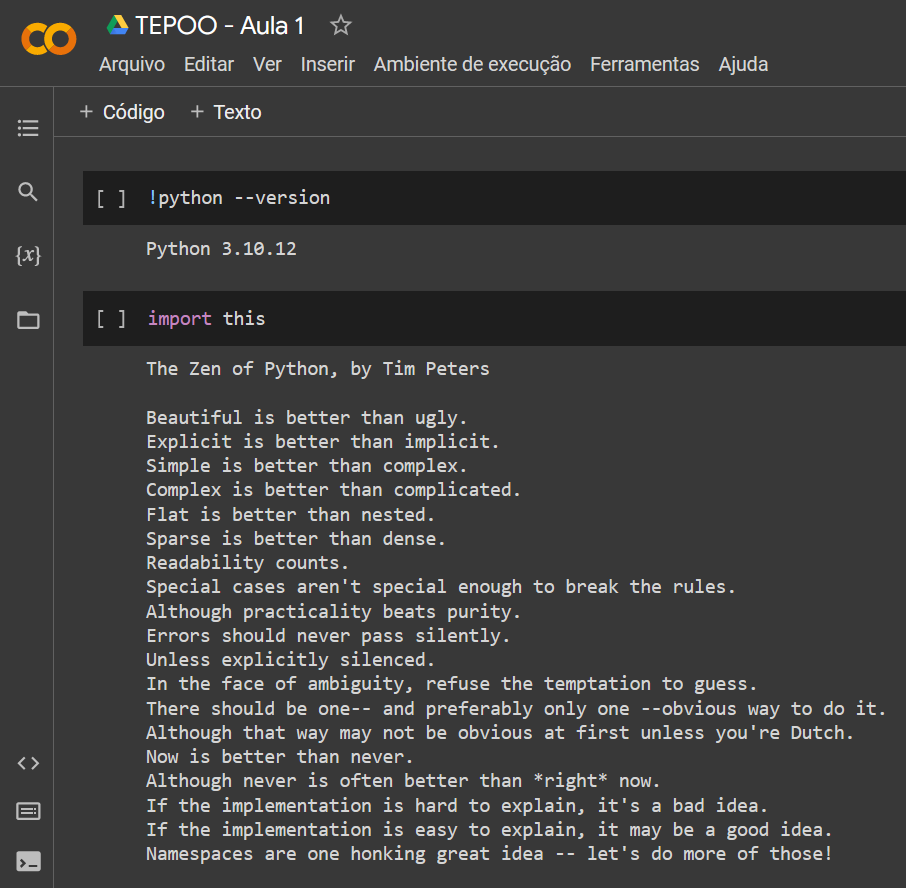 TEPOO - Aula 1
Arquivo Editar Ver Inserir Ambiente de execução Ferramentas Ajuda
+ Código + Texto
[ ] !python --version
Python 3.10.12
{x}
[ ] import this
The Zen of Python, by Tim Peters
Beautiful is better than ugly.
Explicit is better than implicit.
Simple is better than complex.
Complex is better than complicated.
Flat is better than nested.
Sparse is better than dense.
Readability counts.
Special cases aren't special enough to break the rules.
Although practicality beats purity.
Errors should never pass silently.
Unless explicitly silenced.
In the face of ambiguity, refuse the temptation to guess.
There should be one-- and preferably only one --obvious way to do it.
Although that way may not be obvious at first unless you're Dutch.
Now is better than never.
Although never is often better than *right* now.
If the implementation is hard to explain, it's a bad idea.
If the implementation is easy to explain, it may be a good idea.
Namespaces are one honking great idea -- let's do more of those!